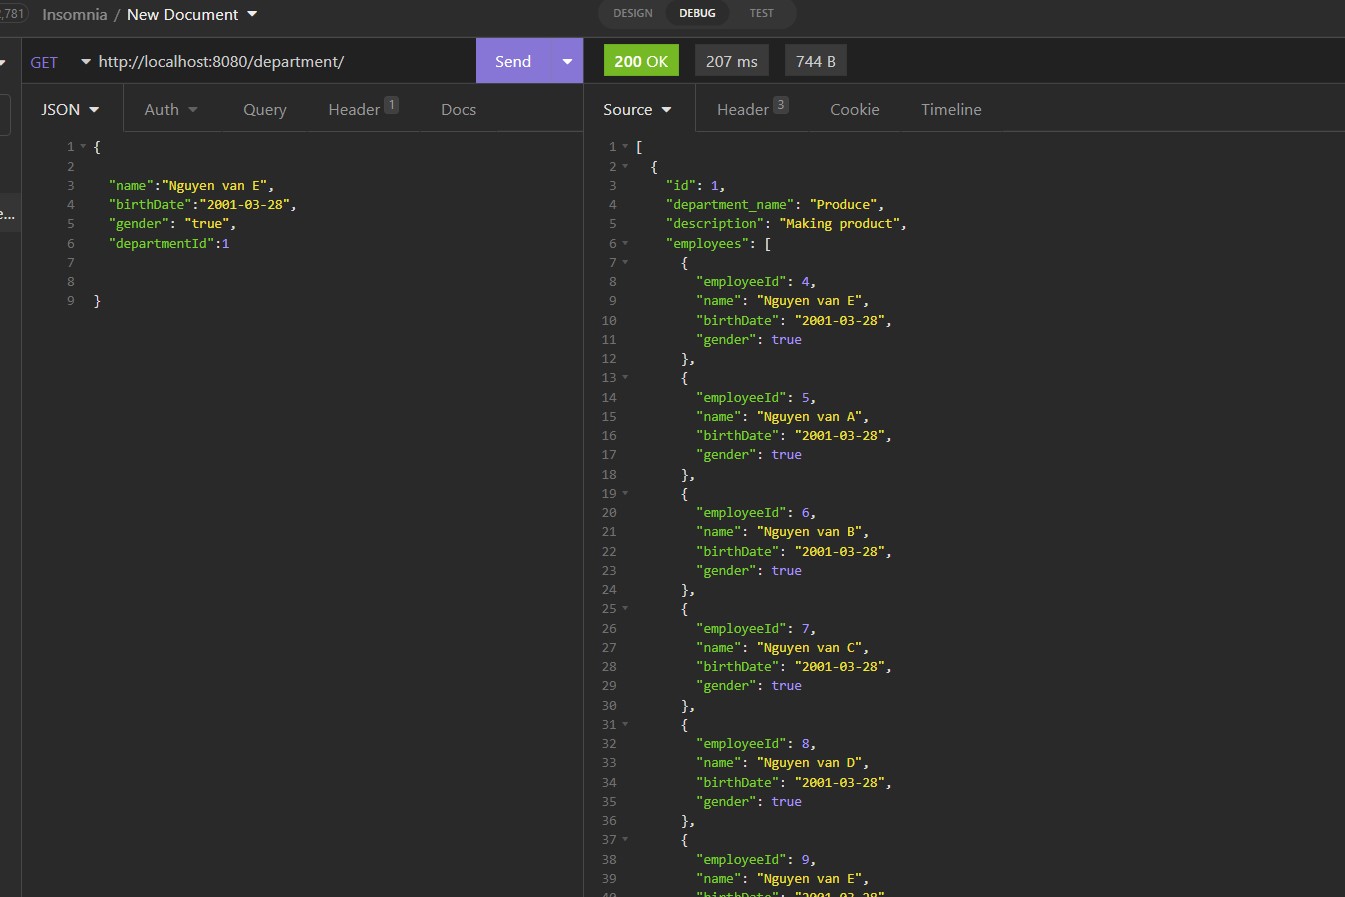 ,781 Insomnia / New Document DESIGN DEBUG TEST
GET http://localhost:8080/department/ Send 200 OK 207 ms 744 B
JSON Auth Query Header 1 Docs Source Header 3 Cookie Timeline
1 {
2
3 "name":"Nguyen van E",
4 "birthDate":"2001-03-28",
5 "gender": "true",
6 "departmentId":1
7
8
9 }
e...
1 [
2 {
3 "id": 1,
4 "department_name": "Produce",
5 "description": "Making product",
6 "employees": [
7 {
8 "employeeId": 4,
9 "name": "Nguyen van E",
10 "birthDate": "2001-03-28",
11 "gender": true
12 },
13 {
14 "employeeId": 5,
15 "name": "Nguyen van A",
16 "birthDate": "2001-03-28",
17 "gender": true
18 },
19 {
20 "employeeId": 6,
21 "name": "Nguyen van B",
22 "birthDate": "2001-03-28",
23 "gender": true
24 },
25 {
26 "employeeId": 7,
27 "name": "Nguyen van C",
28 "birthDate": "2001-03-28",
29 "gender": true
30 },
31 {
32 "employeeId": 8,
33 "name": "Nguyen van D",
34 "birthDate": "2001-03-28",
35 "gender": true
36 },
37 {
38 "employeeId": 9,
39 "name": "Nguyen van E",
40 "birthDate": "2001-03-28",